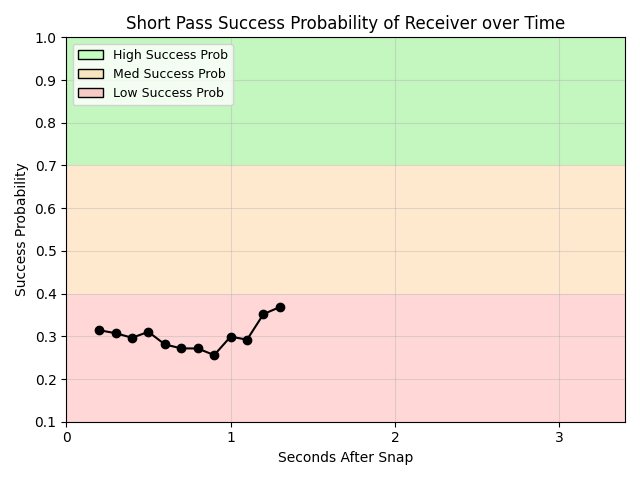 Short Pass Success Probability of Receiver over Time
High Success Prob
Med Success Prob
Low Success Prob
Success Probability
1.0
0.9
0.8
0.7
0.6
0.5
0.4
0.3
0.2
0.1
0 1 2 3
Seconds After Snap